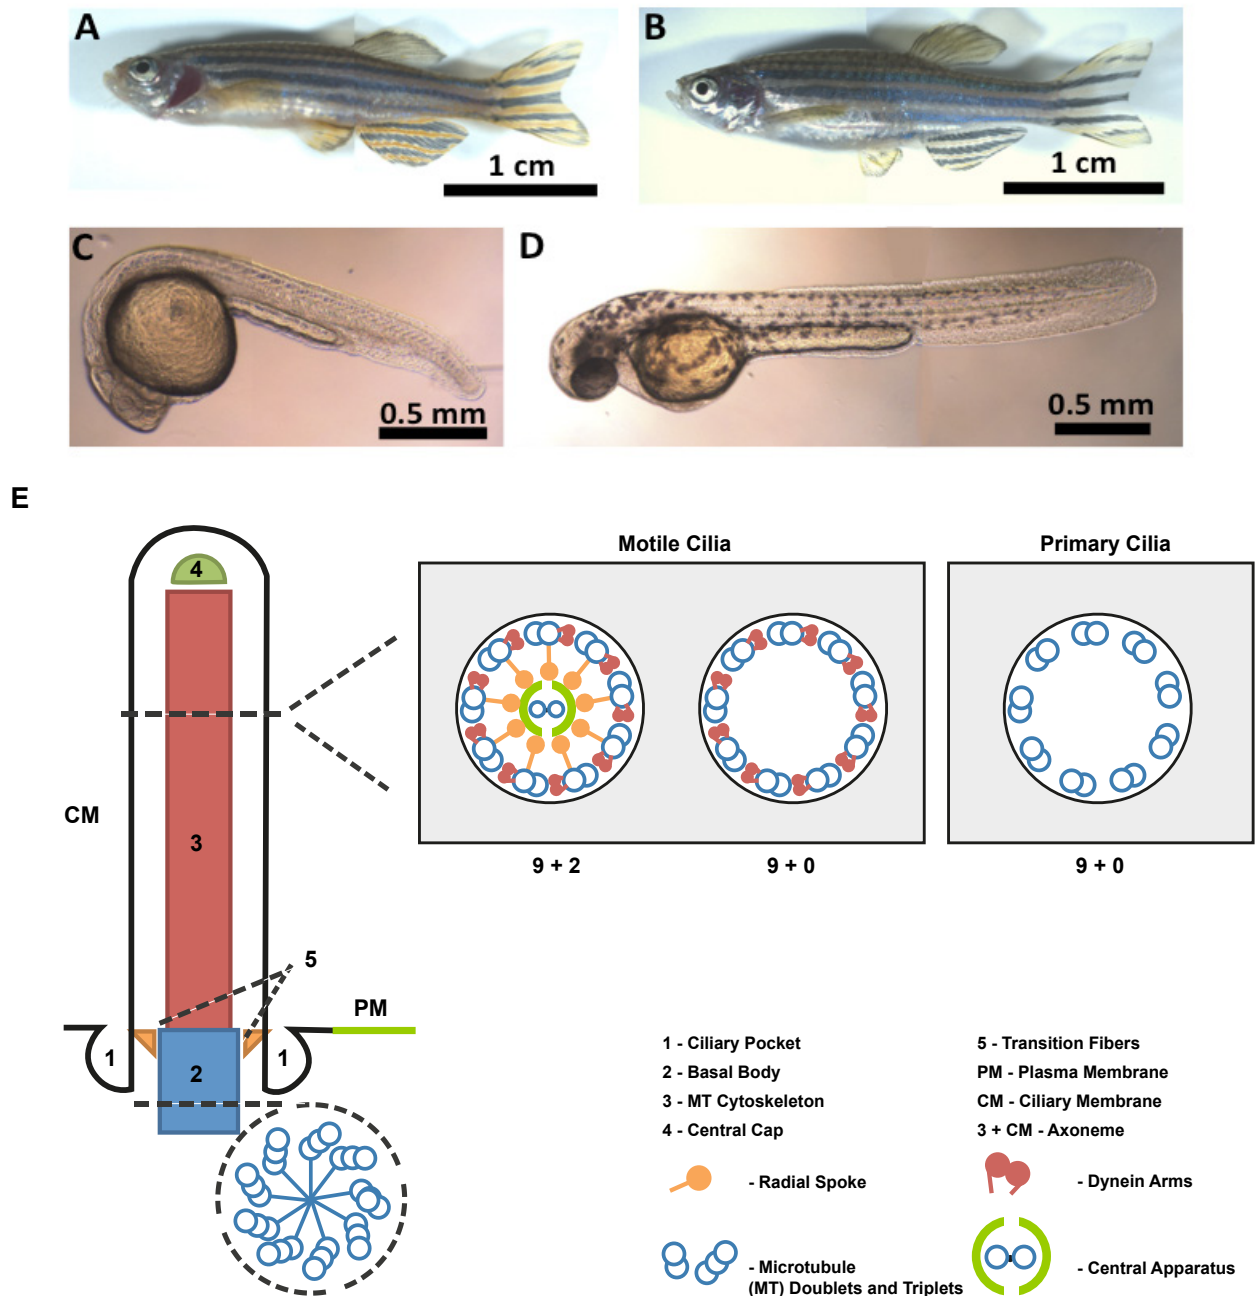 A
B
1 cm
1 cm
C
D
0.5 mm
0.5 mm
E
Motile Cilia
Primary Cilia
4
CM
3
9 + 2
9 + 0
9 + 0
5
PM
1
2
1
1 - Ciliary Pocket
2 - Basal Body
3 - MT Cytoskeleton
4 - Central Cap
5 - Transition Fibers
PM - Plasma Membrane
CM - Ciliary Membrane
3 + CM - Axoneme
- Radial Spoke
- Dynein Arms
- Microtubule
(MT) Doublets and Triplets
- Central Apparatus